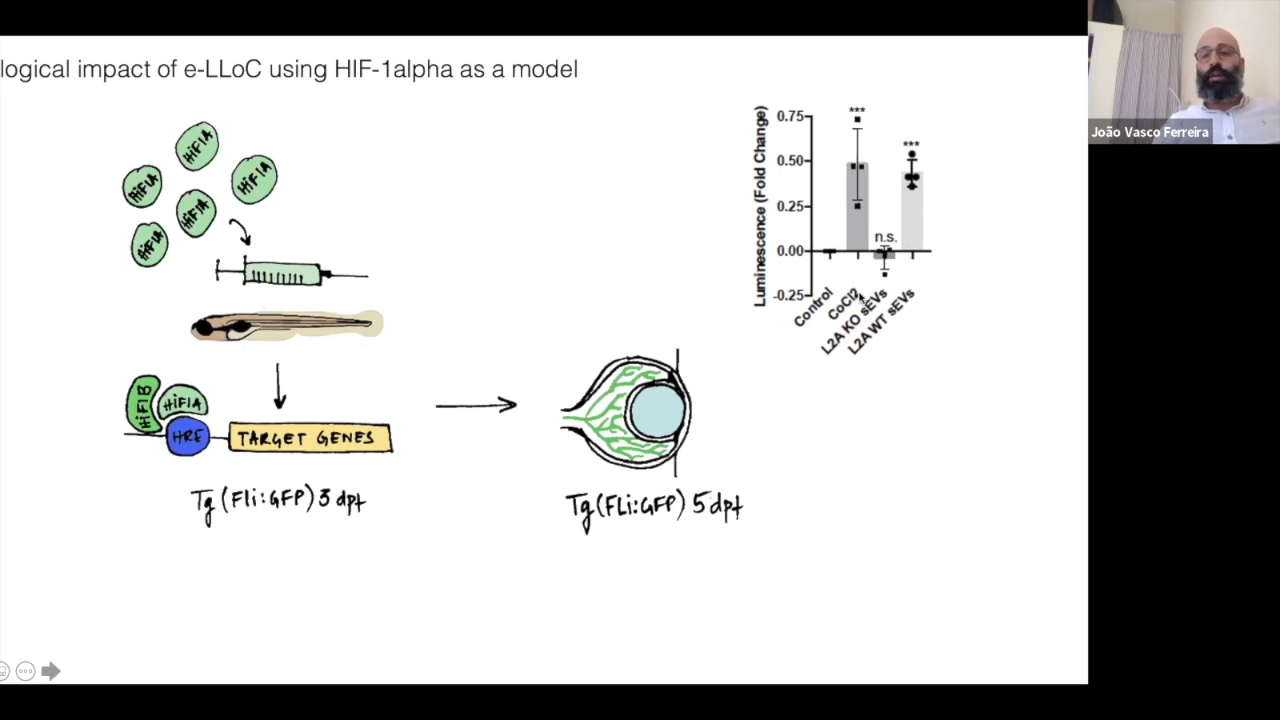 logical impact of e-LLoC using HIF-1alpha as a model
HiF1A
HiF1A
HiF1A
HiF1A
HiF1A
HiF1B
HiF1A
HRE
TARGET GENES
Tg (Fli:GFP) 3 dpt
Tg (FLi:GFP) 5 dpt
Luminescence (Fold Change)
0.75
0.50
0.25
0.00
-0.25
***
n.s.
***
Control
CoCl2
L2A KO sEVs
L2A WT sEVs
João Vasco Ferreira